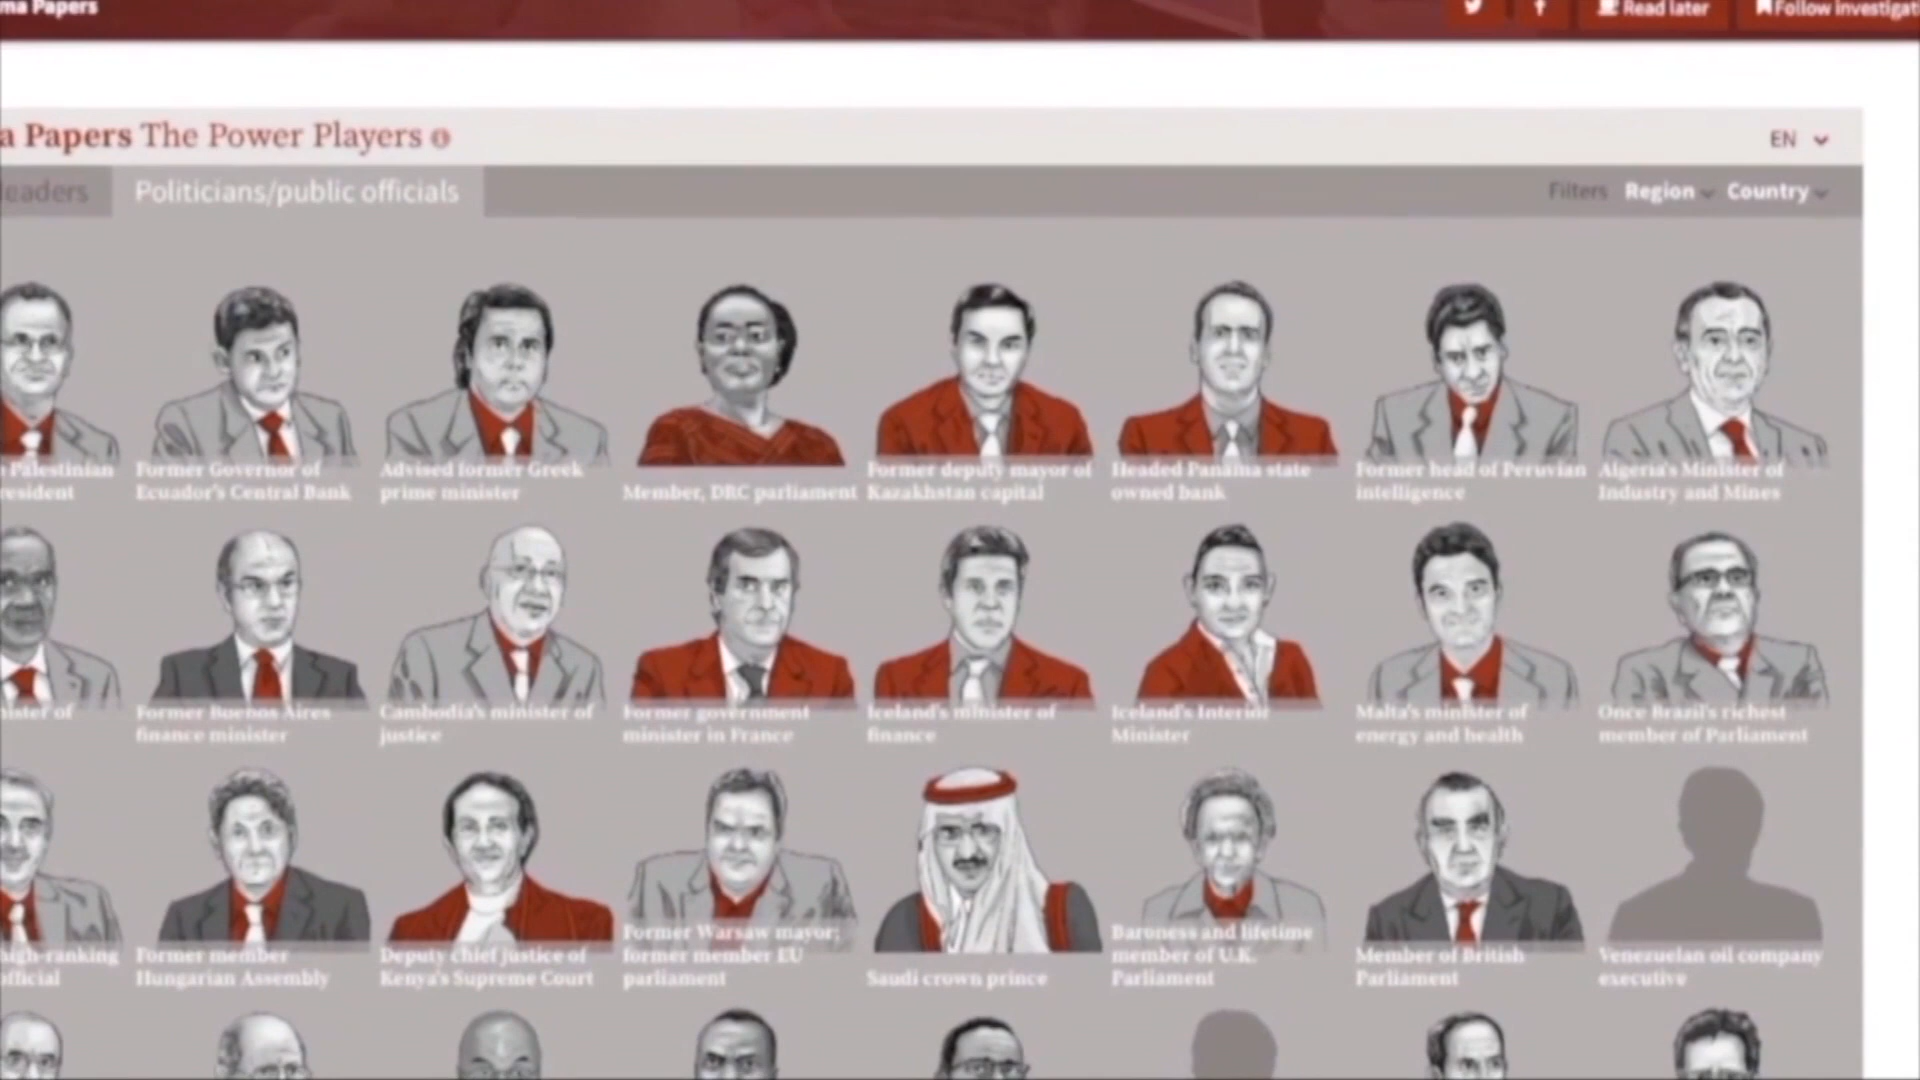 ma Papers
Read later
Follow investigat
a Papers The Power Players
EN
leaders
Politicians/public officials
Filters Region Country
Palestinian
resident
Former Governor of
Ecuador's Central Bank
Advised former Greek
prime minister
Member, DRC parliament
Former deputy mayor of
Kazakhstan capital
Headed Panama state
owned bank
Former head of Peruvian
intelligence
Algeria's Minister of
Industry and Mines
nister of
Former Buenos Aires
finance minister
Cambodia's minister of
justice
Former government
minister in France
Iceland's minister of
finance
Iceland's Interior
Minister
Malta's minister of
energy and health
Once Brazil's richest
member of Parliament
high-ranking
official
Former member
Hungarian Assembly
Deputy chief justice of
Kenya's Supreme Court
Former Warsaw mayor;
former member EU
parliament
Saudi crown prince
Baroness and lifetime
member of U.K.
Parliament
Member of British
Parliament
Venezuelan oil company
executive